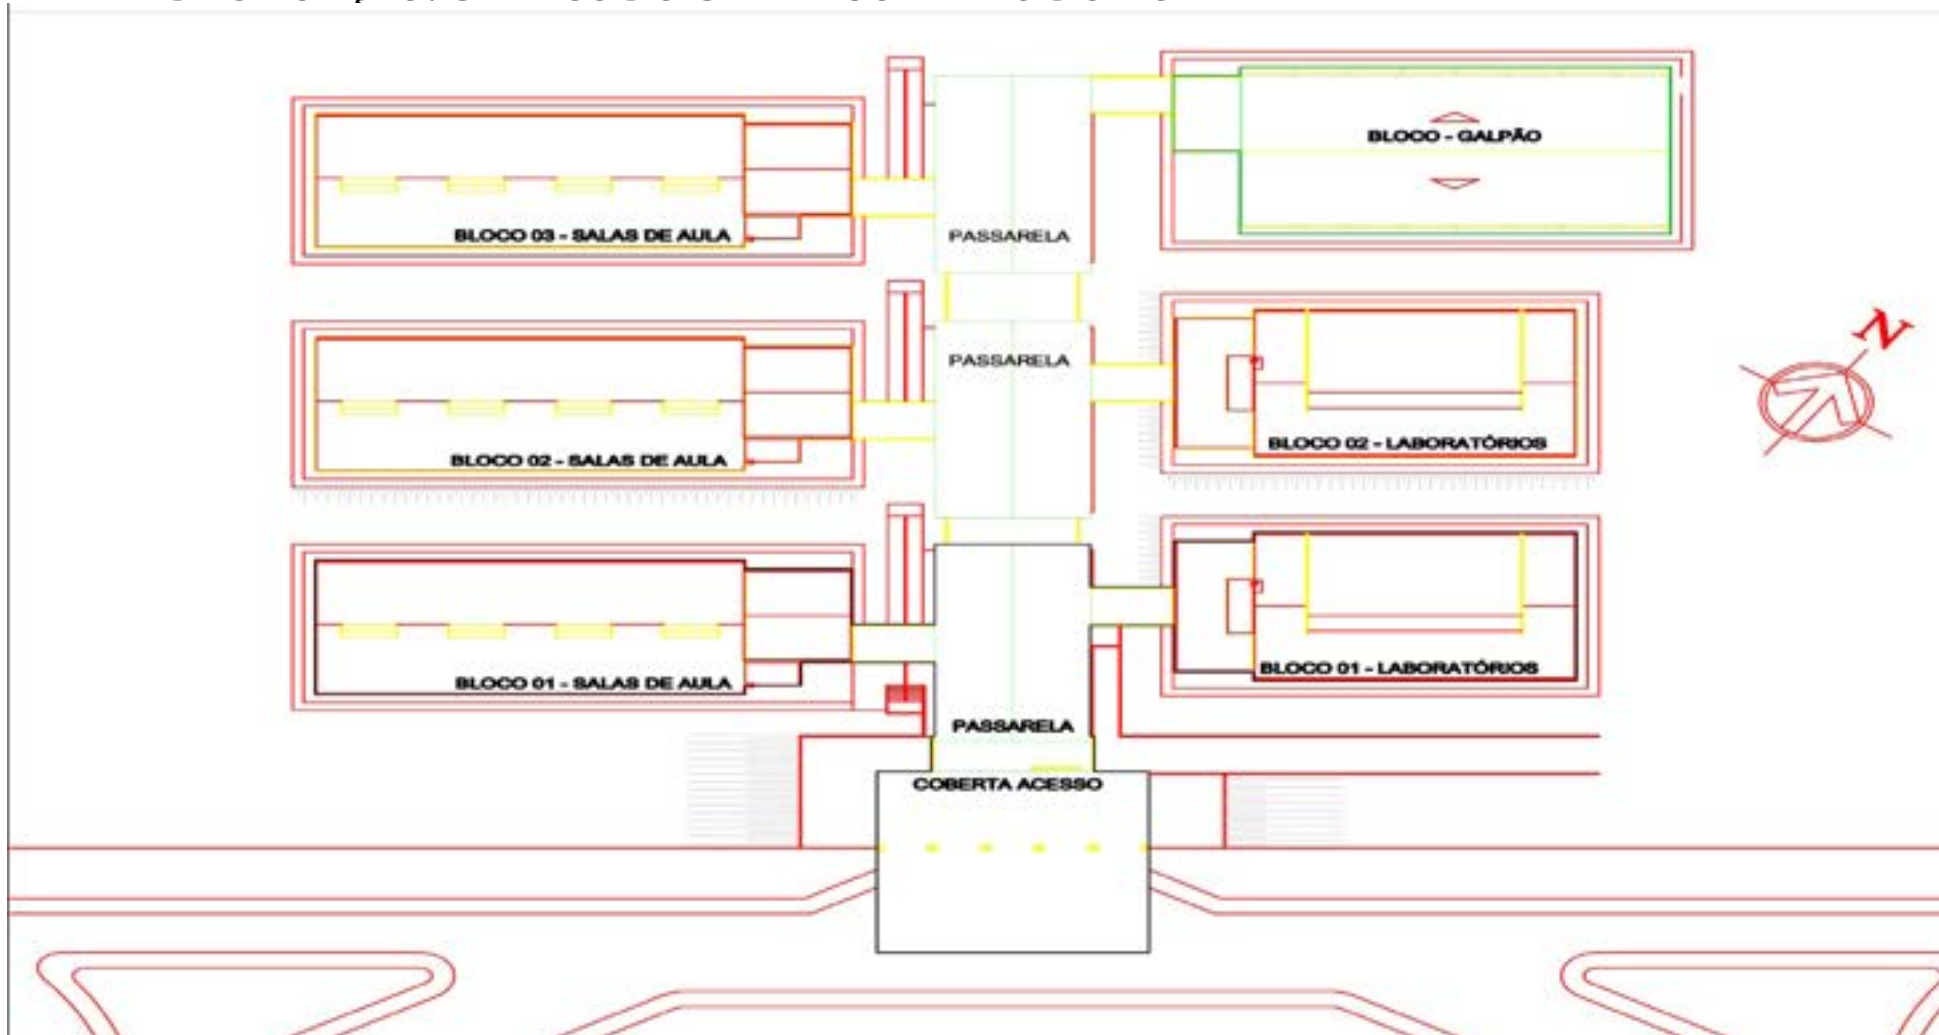 BLOCO - GALPÃO
BLOCO 03 - SALAS DE AULA
PASSARELA
N
PASSARELA
BLOCO 02 - LABORATÓRIOS
BLOCO 02 - SALAS DE AULA
BLOCO 01 - LABORATÓRIOS
BLOCO 01 - SALAS DE AULA
PASSARELA
COBERTA ACESSO